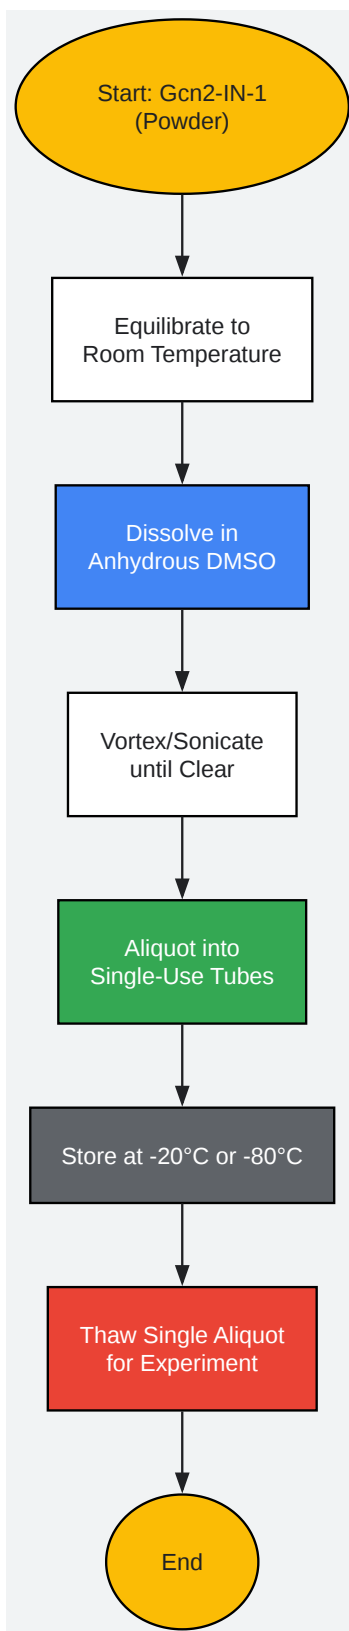 Start: Gcn2-IN-1
(Powder)
Equilibrate to
Room Temperature
Dissolve in
Anhydrous DMSO
Vortex/Sonicate
until Clear
Aliquot into
Single-Use Tubes
Store at -20°C or -80°C
Thaw Single Aliquot
for Experiment
End